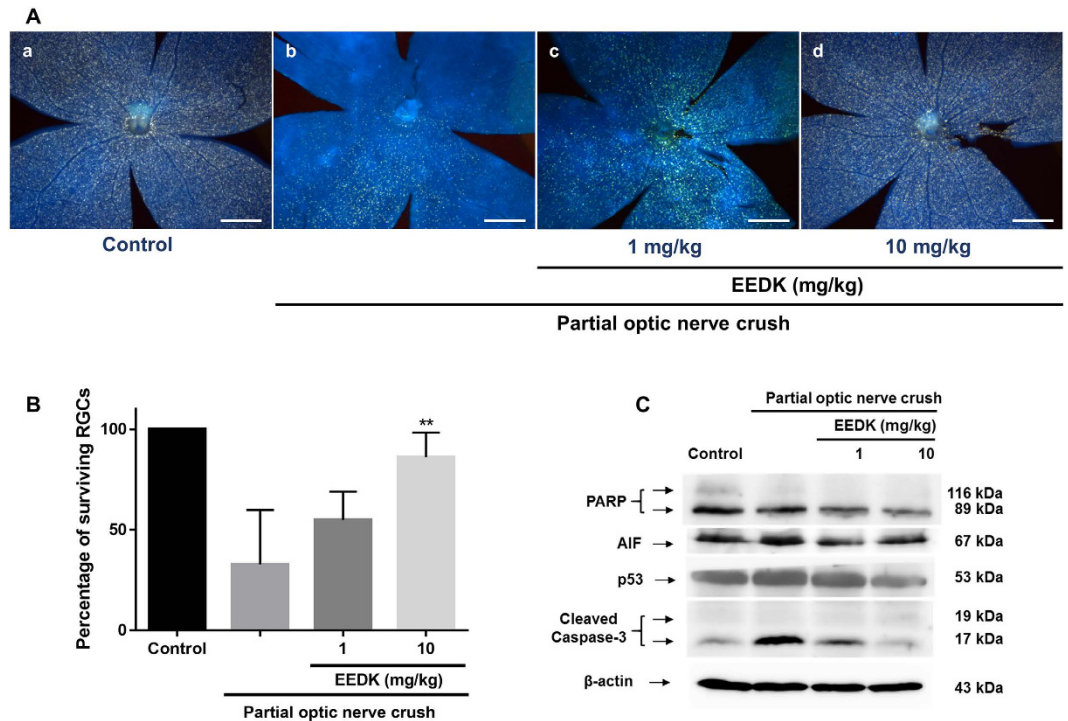 A
a
b
c
d
Control
1 mg/kg
10 mg/kg
EEDK (mg/kg)
Partial optic nerve crush
B
Percentage of surviving RGCs
100
50
0
**
Control
1
10
EEDK (mg/kg)
Partial optic nerve crush
C
Partial optic nerve crush
EEDK (mg/kg)
Control
1
10
PARP
116 kDa
89 kDa
AIF
67 kDa
p53
53 kDa
Cleaved
Caspase-3
19 kDa
17 kDa
β-actin
43 kDa